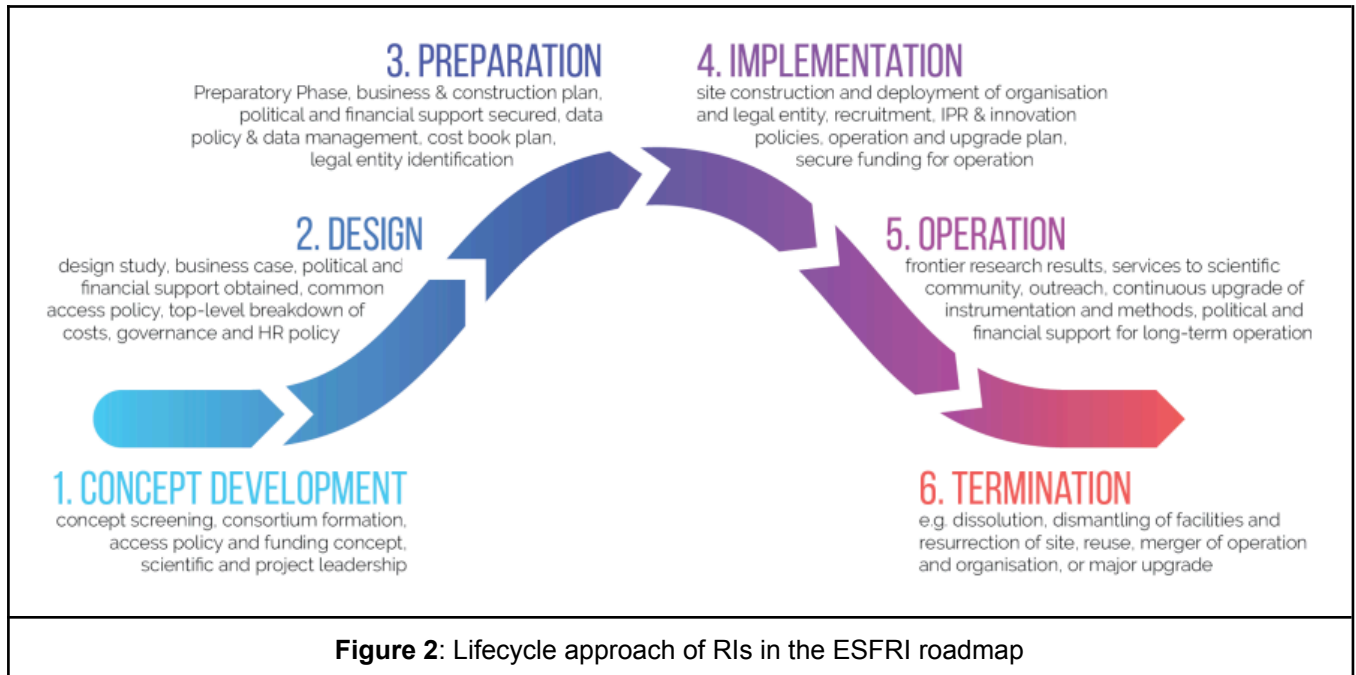 3. PREPARATION
Preparatory Phase, business & construction plan,
political and financial support secured, data
policy & data management, cost book plan,
legal entity identification
4. IMPLEMENTATION
site construction and deployment of organisation
and legal entity, recruitment, IPR & innovation
policies, operation and upgrade plan,
secure funding for operation
2. DESIGN
design study, business case, political and
financial support obtained, common
access policy, top-level breakdown of
costs, governance and HR policy
5. OPERATION
frontier research results, services to scientific
community, outreach, continuous upgrade of
instrumentation and methods, political and
financial support for long-term operation
1. CONCEPT DEVELOPMENT
concept screening, consortium formation,
access policy and funding concept,
scientific and project leadership
6. TERMINATION
e.g. dissolution, dismantling of facilities and
resurrection of site, reuse, merger of operation
and organisation, or major upgrade
Figure 2: Lifecycle approach of RIs in the ESFRI roadmap